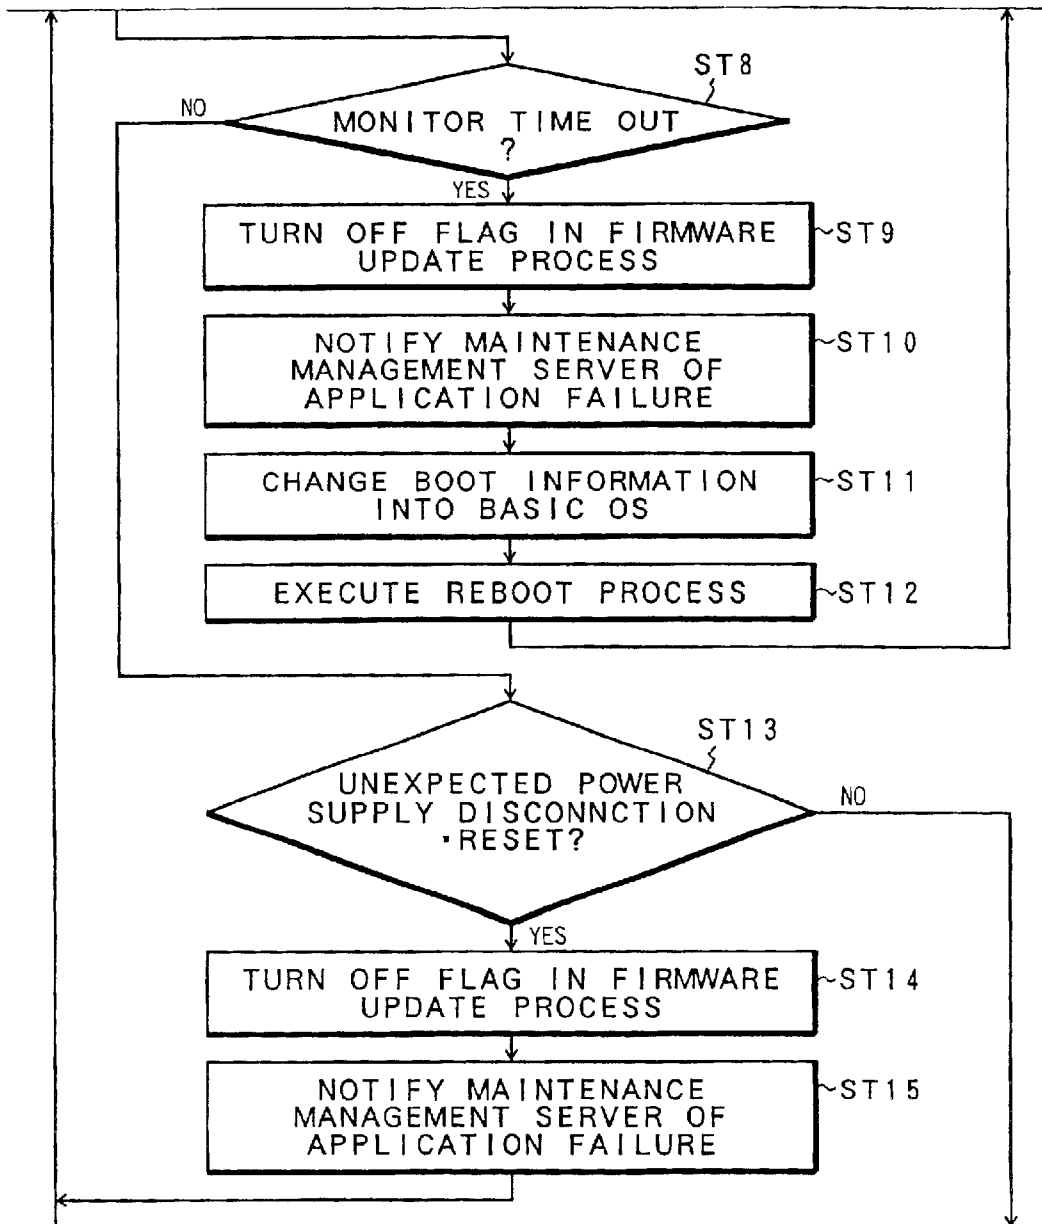 ST8
NO
MONITOR TIME OUT
?
YES
TURN OFF FLAG IN FIRMWARE
UPDATE PROCESS
ST9
NOTIFY MAINTENANCE
MANAGEMENT SERVER OF
APPLICATION FAILURE
ST10
CHANGE BOOT INFORMATION
INTO BASIC OS
ST11
EXECUTE REBOOT PROCESS
ST12
ST13
UNEXPECTED POWER
SUPPLY DISCONNCTION
·RESET?
NO
YES
TURN OFF FLAG IN FIRMWARE
UPDATE PROCESS
ST14
NOTIFY MAINTENANCE
MANAGEMENT SERVER OF
APPLICATION FAILURE
ST15